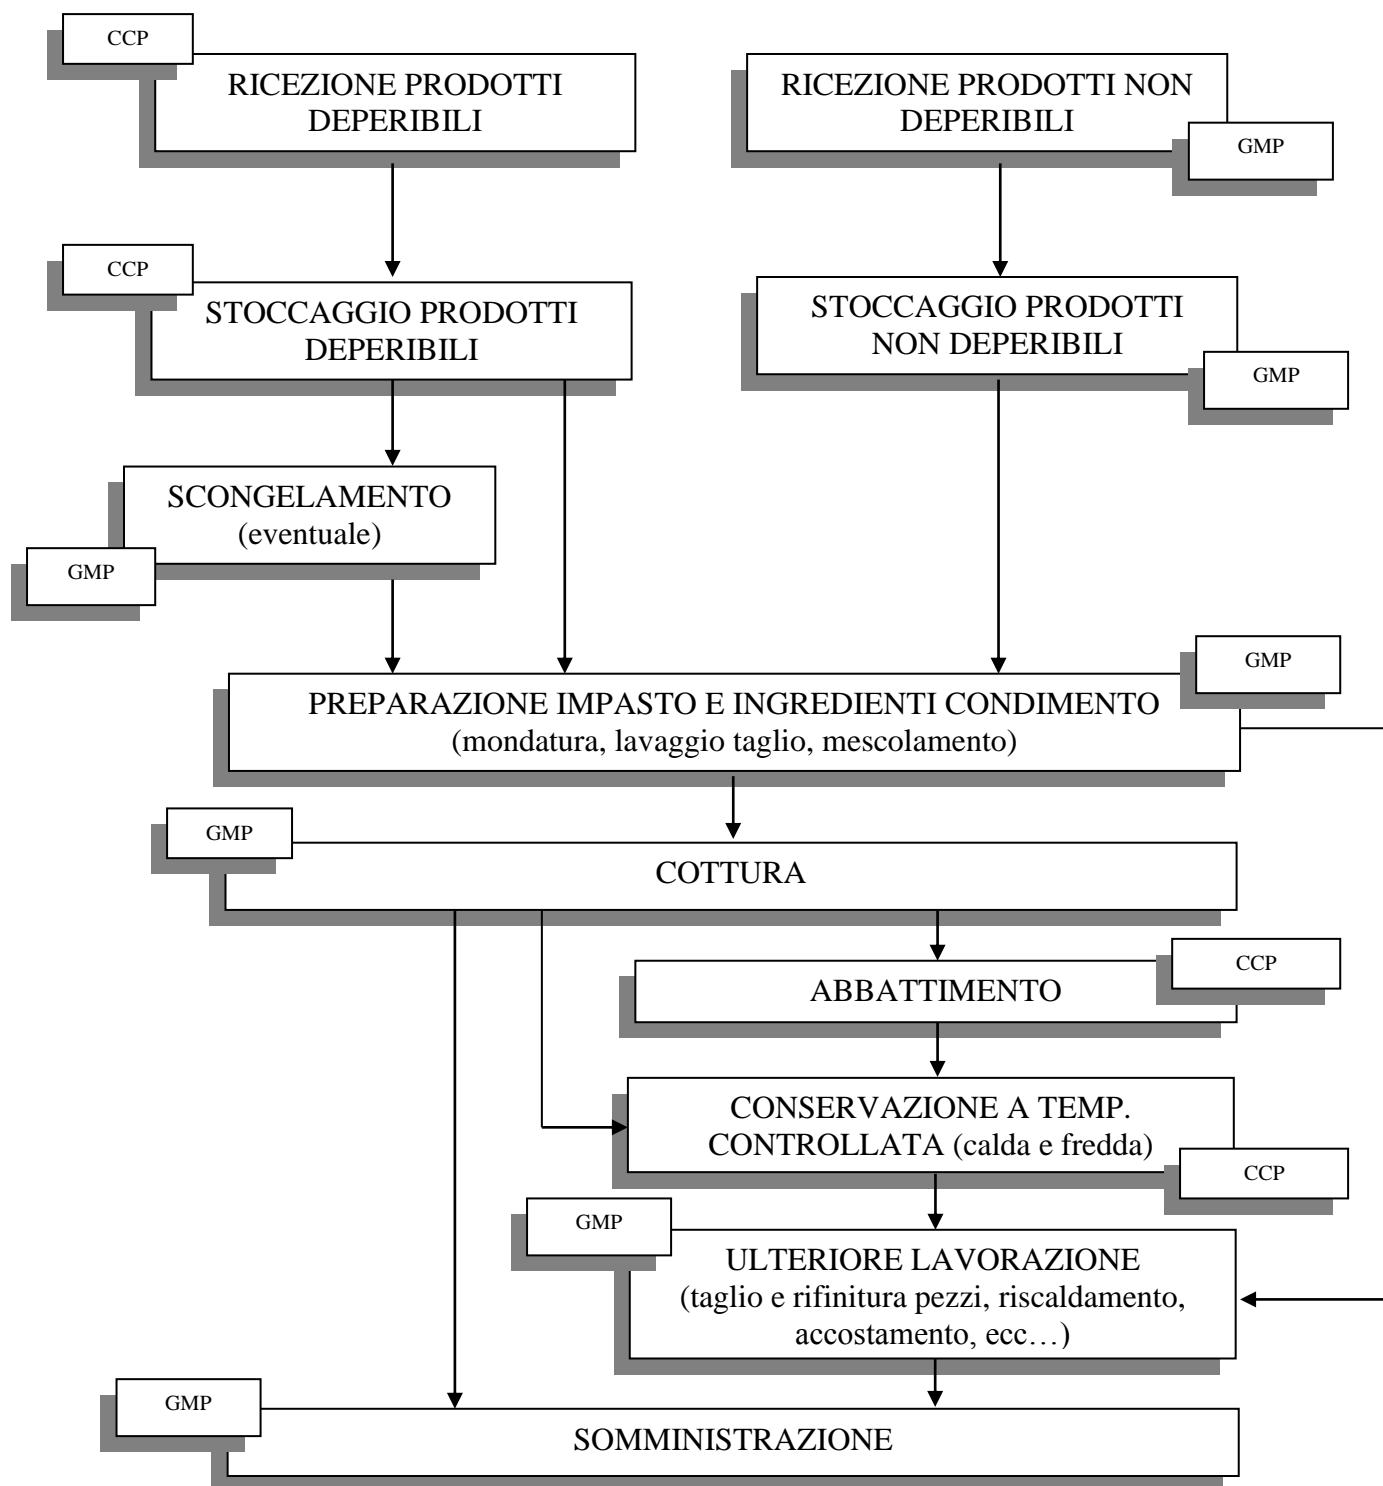 CCP
RICEZIONE PRODOTTI
DEPERIBILI
RICEZIONE PRODOTTI NON
DEPERIBILI
GMP
CCP
STOCCAGGIO PRODOTTI
DEPERIBILI
STOCCAGGIO PRODOTTI
NON DEPERIBILI
GMP
SCONGELAMENTO
(eventuale)
GMP
GMP
PREPARAZIONE IMPASTO E INGREDIENTI CONDIMENTO
(mondatura, lavaggio taglio, mescolamento)
GMP
COTTURA
CCP
ABBATTIMENTO
CONSERVAZIONE A TEMP.
CONTROLLATA (calda e fredda)
CCP
GMP
ULTERIORE LAVORAZIONE
(taglio e rifinitura pezzi, riscaldamento,
accostamento, ecc…)
GMP
SOMMINISTRAZIONE